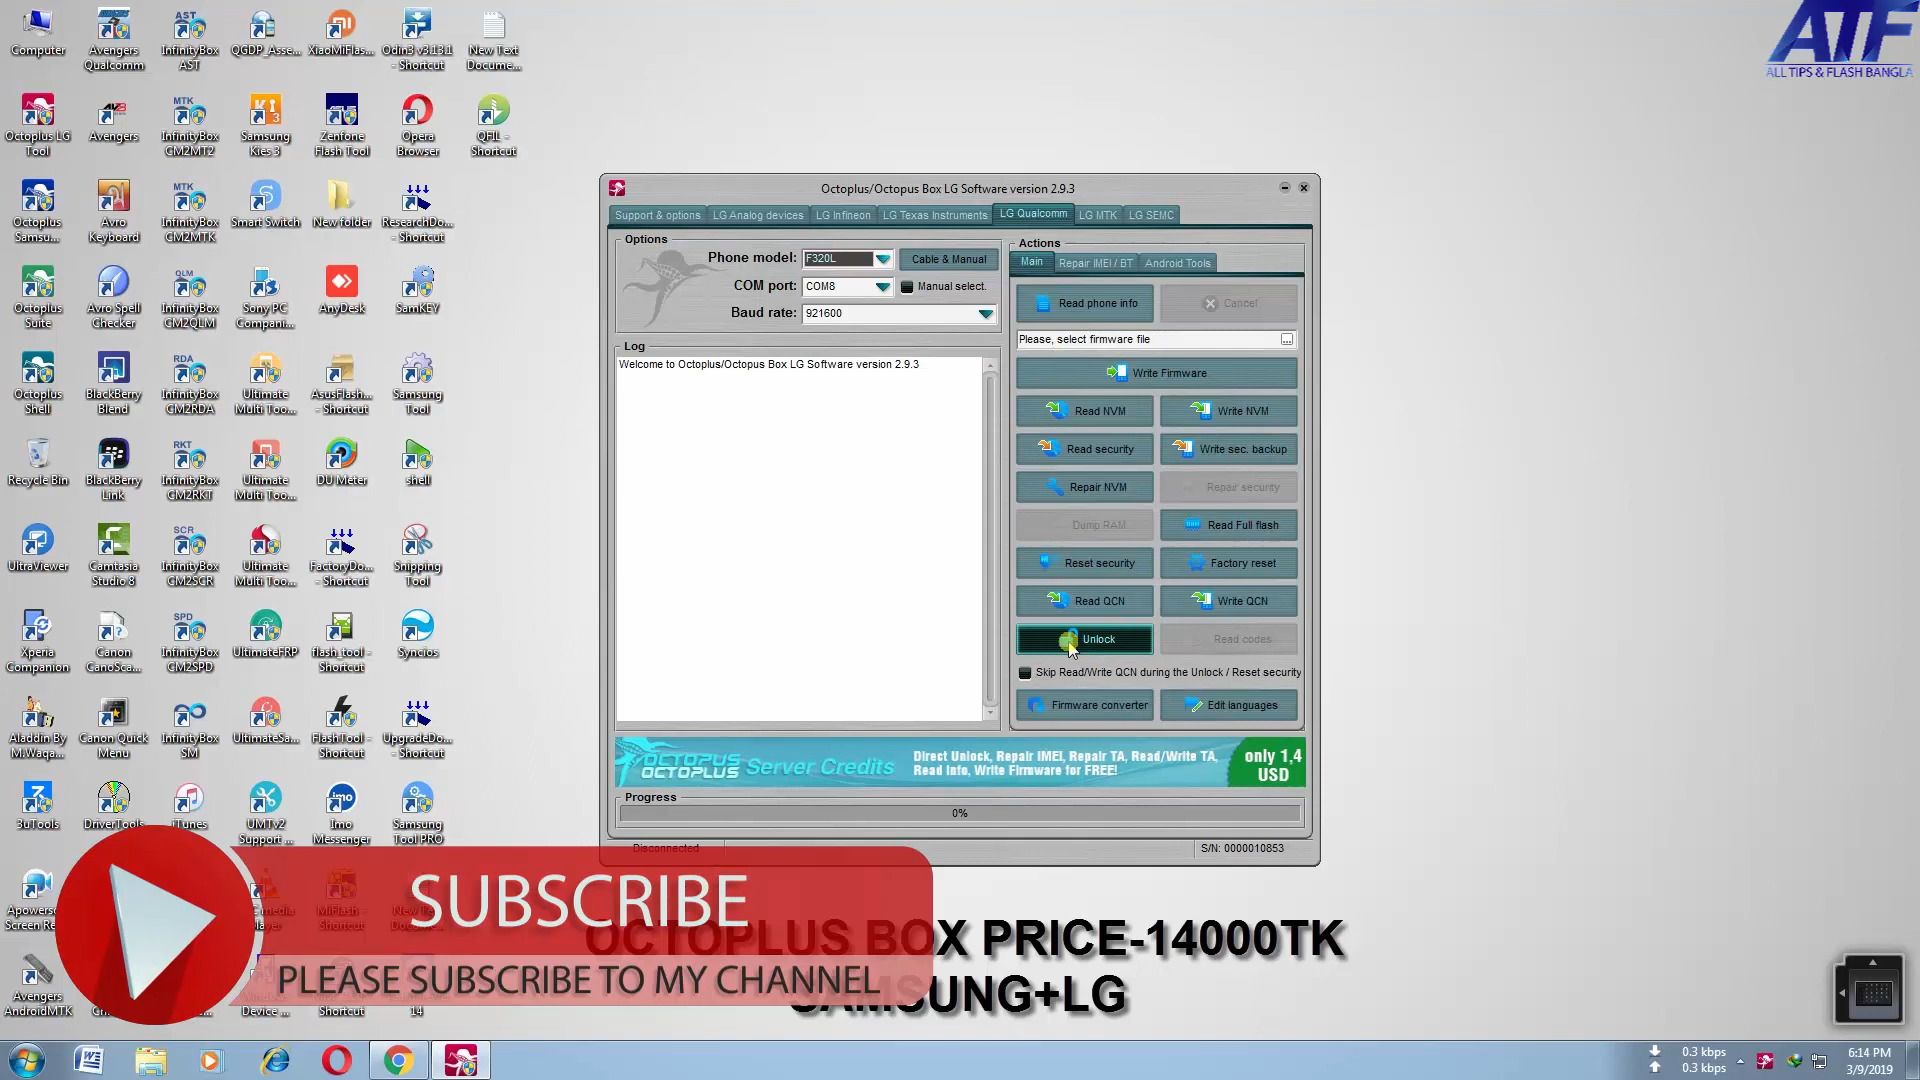 Computer
Avengers
Qualcomm
InfinityBox
AST
QGDP_Asse...
XiaoMiFlas...
Odin3 v3.13.1
- Shortcut
New Text
Docume...
ATF
ALL TIPS & FLASH BANGLA
Octoplus LG
Tool
Avengers
MTK
InfinityBox
CM2MT2
Samsung
Kies 3
Zenfone
Flash Tool
Opera
Browser
QFIL -
Shortcut
Octoplus
Samsu...
Avro
Keyboard
MTK
InfinityBox
CM2MTK
Smart Switch
New folder
ResearchDo...
- Shortcut
Octoplus
Suite
Avro Spell
Checker
QLM
InfinityBox
CM2QLM
Sony PC
Compani...
AnyDesk
SamKEY
Octoplus
Shell
BlackBerry
Blend
RDA
InfinityBox
CM2RDA
Ultimate
Multi Too...
AsusFlash...
- Shortcut
Samsung
Tool
Recycle Bin
BlackBerry
Link
RKT
InfinityBox
CM2RKT
Ultimate
Multi Too...
DU Meter
shell
UltraViewer
Camtasia
Studio 8
SCR
InfinityBox
CM2SCR
Ultimate
Multi Too...
FactoryDo...
- Shortcut
Snipping
Tool
Xperia
Companion
Canon
CanoSca...
SPD
InfinityBox
CM2SPD
UltimateFRP
flash_tool -
Shortcut
Syncios
Aladdin By
M.Waqa...
Canon Quick
Menu
InfinityBox
SM
UltimateSa...
FlashTool -
Shortcut
UpgradeDo...
- Shortcut
3uTools
DriverTools
iTunes
UMTv2
Support ...
Imo
Messenger
Samsung
Tool PRO
Apowers
Screen Re
Avengers
AndroidMTK
Octoplus/Octopus Box LG Software version 2.9.3
Support & options
LG Analog devices
LG Infineon
LG Texas Instruments
LG Qualcomm
LG MTK
LG SEMC
Options
Phone model:
F320L
Cable & Manual
COM port:
COM8
Manual select.
Baud rate:
921600
Log
Welcome to Octoplus/Octopus Box LG Software version 2.9.3
Actions
Main
Repair IMEI / BT
Android Tools
Read phone info
Cancel
Please, select firmware file
...
Write Firmware
Read NVM
Write NVM
Read security
Write sec. backup
Repair NVM
Repair security
Dump RAM
Read Full flash
Reset security
Factory reset
Read QCN
Write QCN
Unlock
Read codes
Skip Read/Write QCN during the Unlock / Reset security
Firmware converter
Edit languages
OCTOPUS
OCTOPLUS
Server Credits
Direct Unlock, Repair IMEI, Repair TA, Read/Write TA,
Read Info, Write Firmware for FREE!
only 1,4
USD
Progress
0%
Disconnected
S/N: 0000010853
SUBSCRIBE
PLEASE SUBSCRIBE TO MY CHANNEL
OCTOPLUS BOX PRICE-14000TK
SAMSUNG+LG
0.3 kbps
0.3 kbps
6:14 PM
3/9/2019